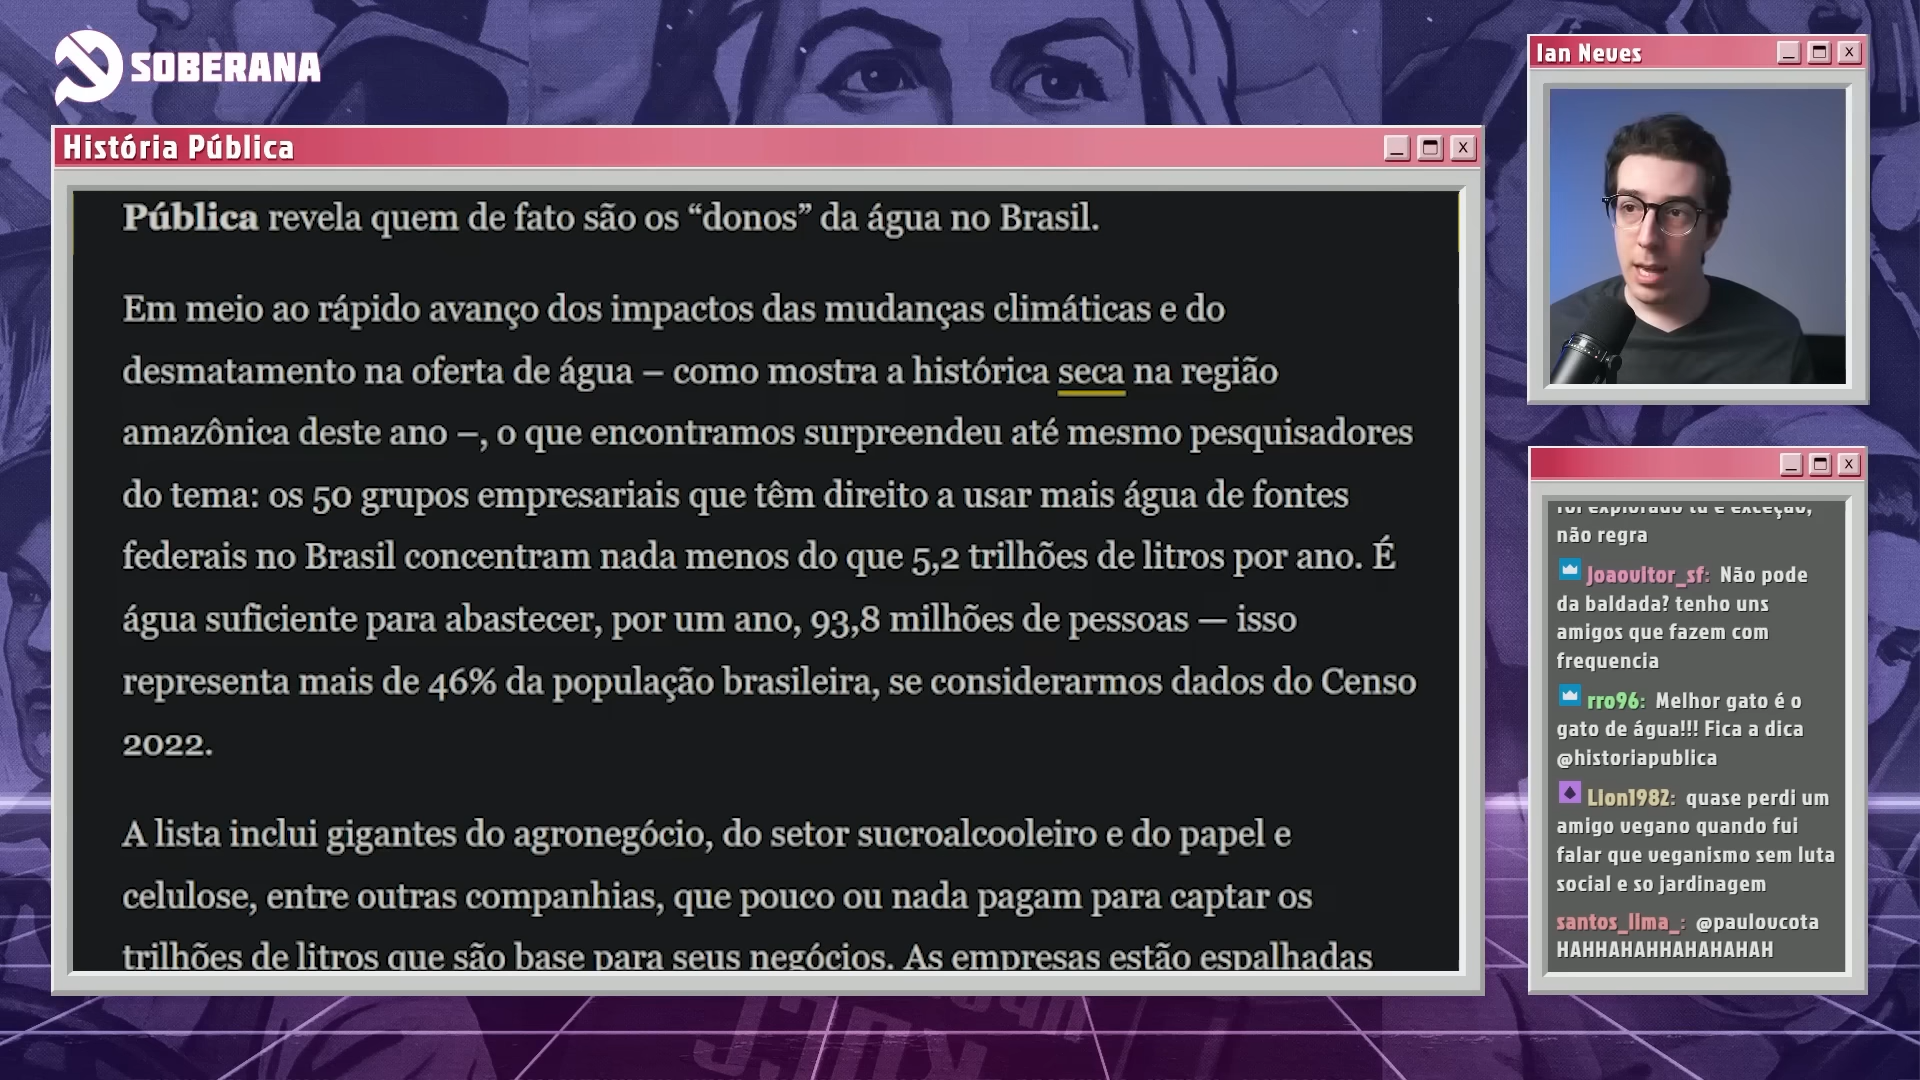 SOBERANA
História Pública
Pública revela quem de fato são os “donos” da água no Brasil.
Em meio ao rápido avanço dos impactos das mudanças climáticas e do
desmatamento na oferta de água – como mostra a histórica seca na região
amazônica deste ano –, o que encontramos surpreendeu até mesmo pesquisadores
do tema: os 50 grupos empresariais que têm direito a usar mais água de fontes
federais no Brasil concentram nada menos do que 5,2 trilhões de litros por ano. É
água suficiente para abastecer, por um ano, 93,8 milhões de pessoas — isso
representa mais de 46% da população brasileira, se considerarmos dados do Censo
2022.
A lista inclui gigantes do agronegócio, do setor sucroalcooleiro e do papel e
celulose, entre outras companhias, que pouco ou nada pagam para captar os
trilhões de litros que são base para seus negócios. As empresas estão espalhadas
Ian Neves
foi explorado tu é exceção,
não regra
joaovitor_sf: Não pode
da baldada? tenho uns
amigos que fazem com
frequencia
rro96: Melhor gato é o
gato de água!!! Fica a dica
@historiapublica
Lion1982: quase perdi um
amigo vegano quando fui
falar que veganismo sem luta
social e so jardinagem
santos_lima_: @paulovcota
HAHHAHAHHAHAHAHAH